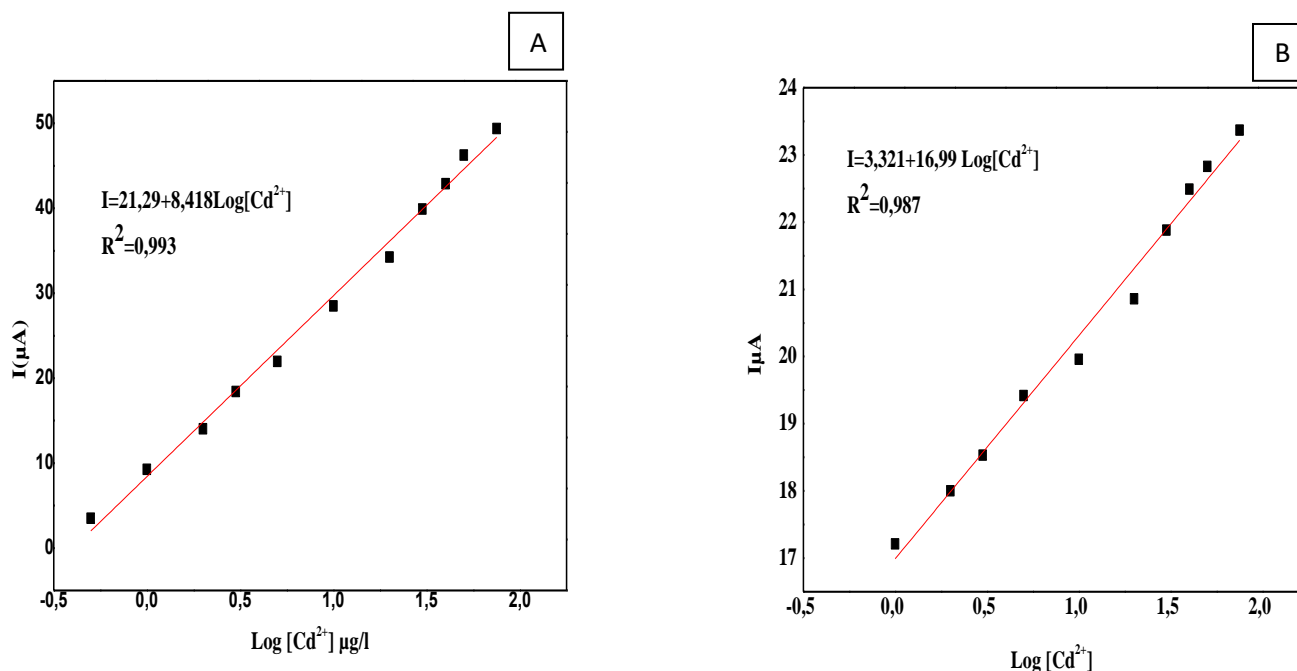 A
50
40
30
20
10
0
I(µA)
I=21,29+8,418Log[Cd²⁺]
R²=0,993
-0,5 0,0 0,5 1,0 1,5 2,0
Log [Cd²⁺] µg/l
B
24
23
22
21
20
19
18
17
IµA
I=3,321+16,99 Log[Cd²⁺]
R²=0,987
-0,5 0,0 0,5 1,0 1,5 2,0
Log [Cd²⁺]